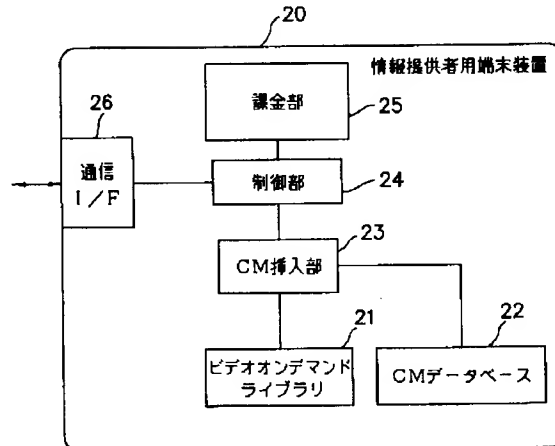 20
情報提供者用端末装置
課金部
25
26
通信
I/F
制御部
24
23
CM挿入部
21
ビデオオンデマンド
ライブラリ
22
CMデータベース